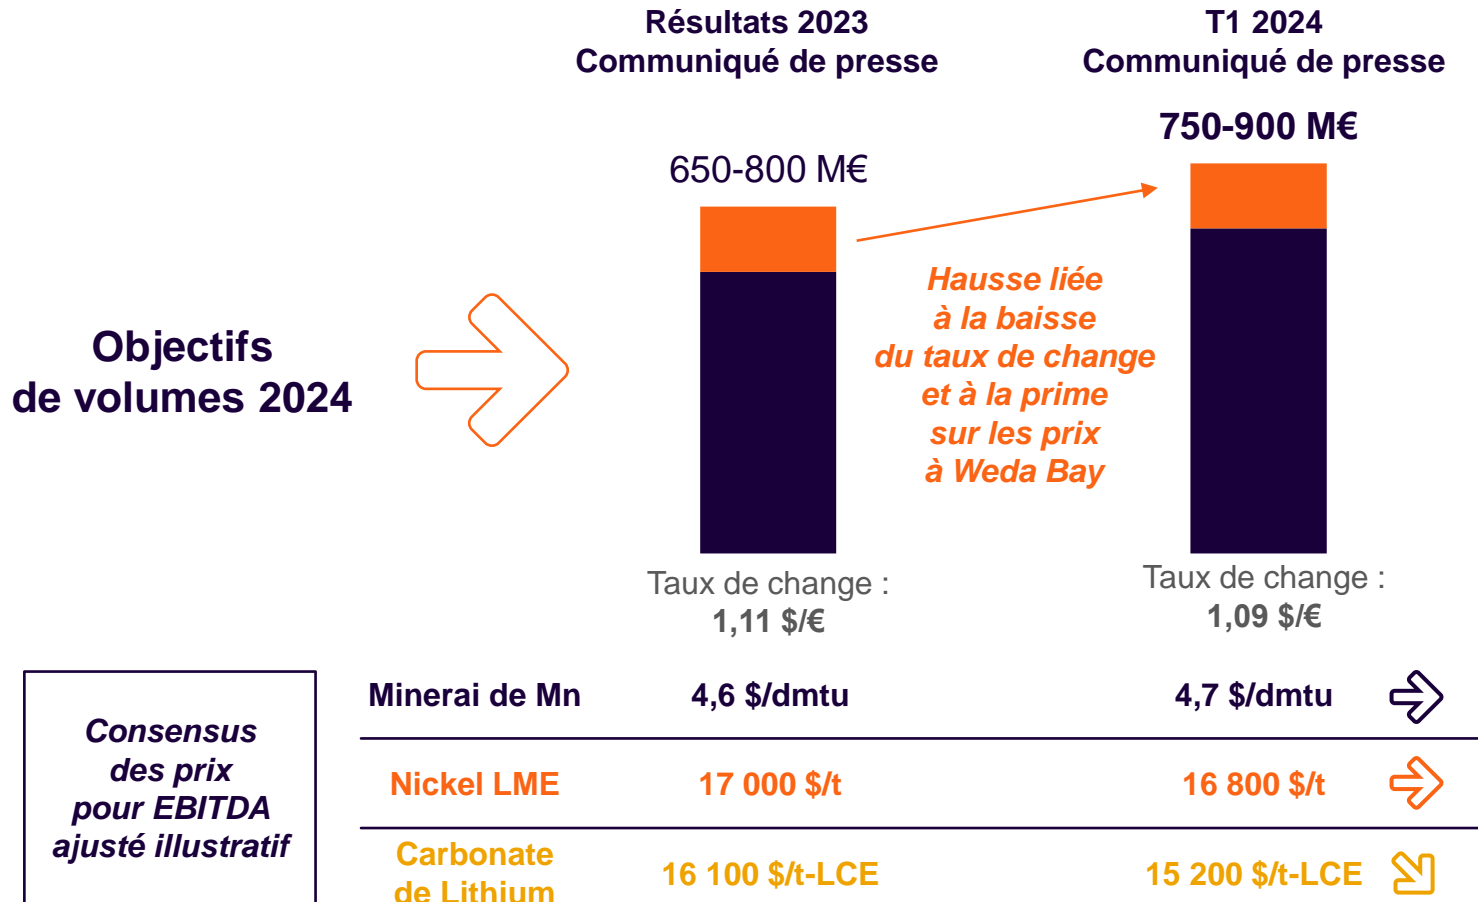 Résultats 2023
Communiqué de presse
T1 2024
Communiqué de presse
650-800 M€
750-900 M€
Objectifs
de volumes 2024
Hausse liée
à la baisse
du taux de change
et à la prime
sur les prix
à Weda Bay
Taux de change :
1,11 $/€
Taux de change :
1,09 $/€
Consensus
des prix
pour EBITDA
ajusté illustratif
Minerai de Mn 4,6 $/dmtu 4,7 $/dmtu
Nickel LME 17 000 $/t 16 800 $/t
Carbonate
de Lithium
16 100 $/t-LCE 15 200 $/t-LCE